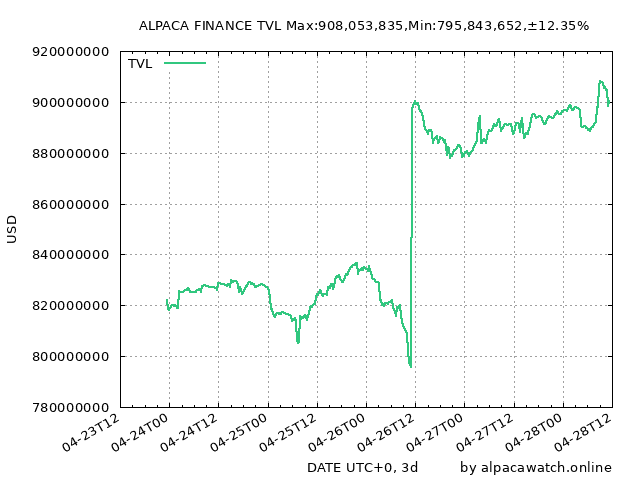 ALPACA FINANCE TVL Max:908,053,835,Min:795,843,652,±12.35%
TVL
920000000
900000000
880000000
860000000
840000000
820000000
800000000
780000000
USD
04-23T12
04-24T00
04-24T12
04-25T00
04-25T12
04-26T00
04-26T12
04-27T00
04-27T12
04-28T00
04-28T12
DATE UTC+0, 3d
by alpacawatch.online